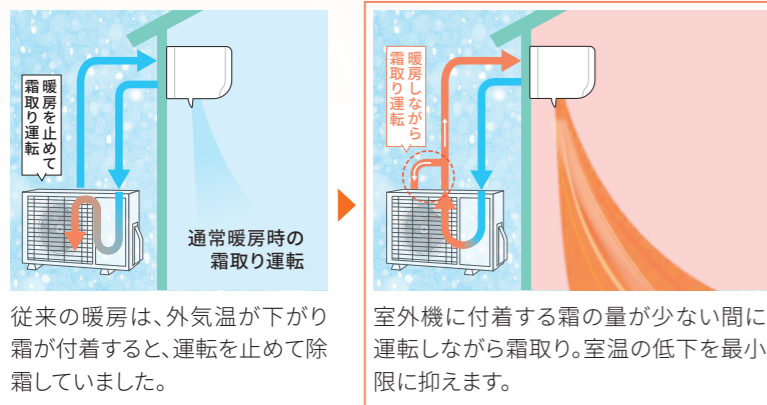 暖房を止めて
霜取り運転
通常暖房時の
霜取り運転
従来の暖房は、外気温が下がり
霜が付着すると、運転を止めて除
霜していました。
暖房しながら
霜取り運転
室外機に付着する霜の量が少ない間に
運転しながら霜取り。室温の低下を最小
限に抑えます。